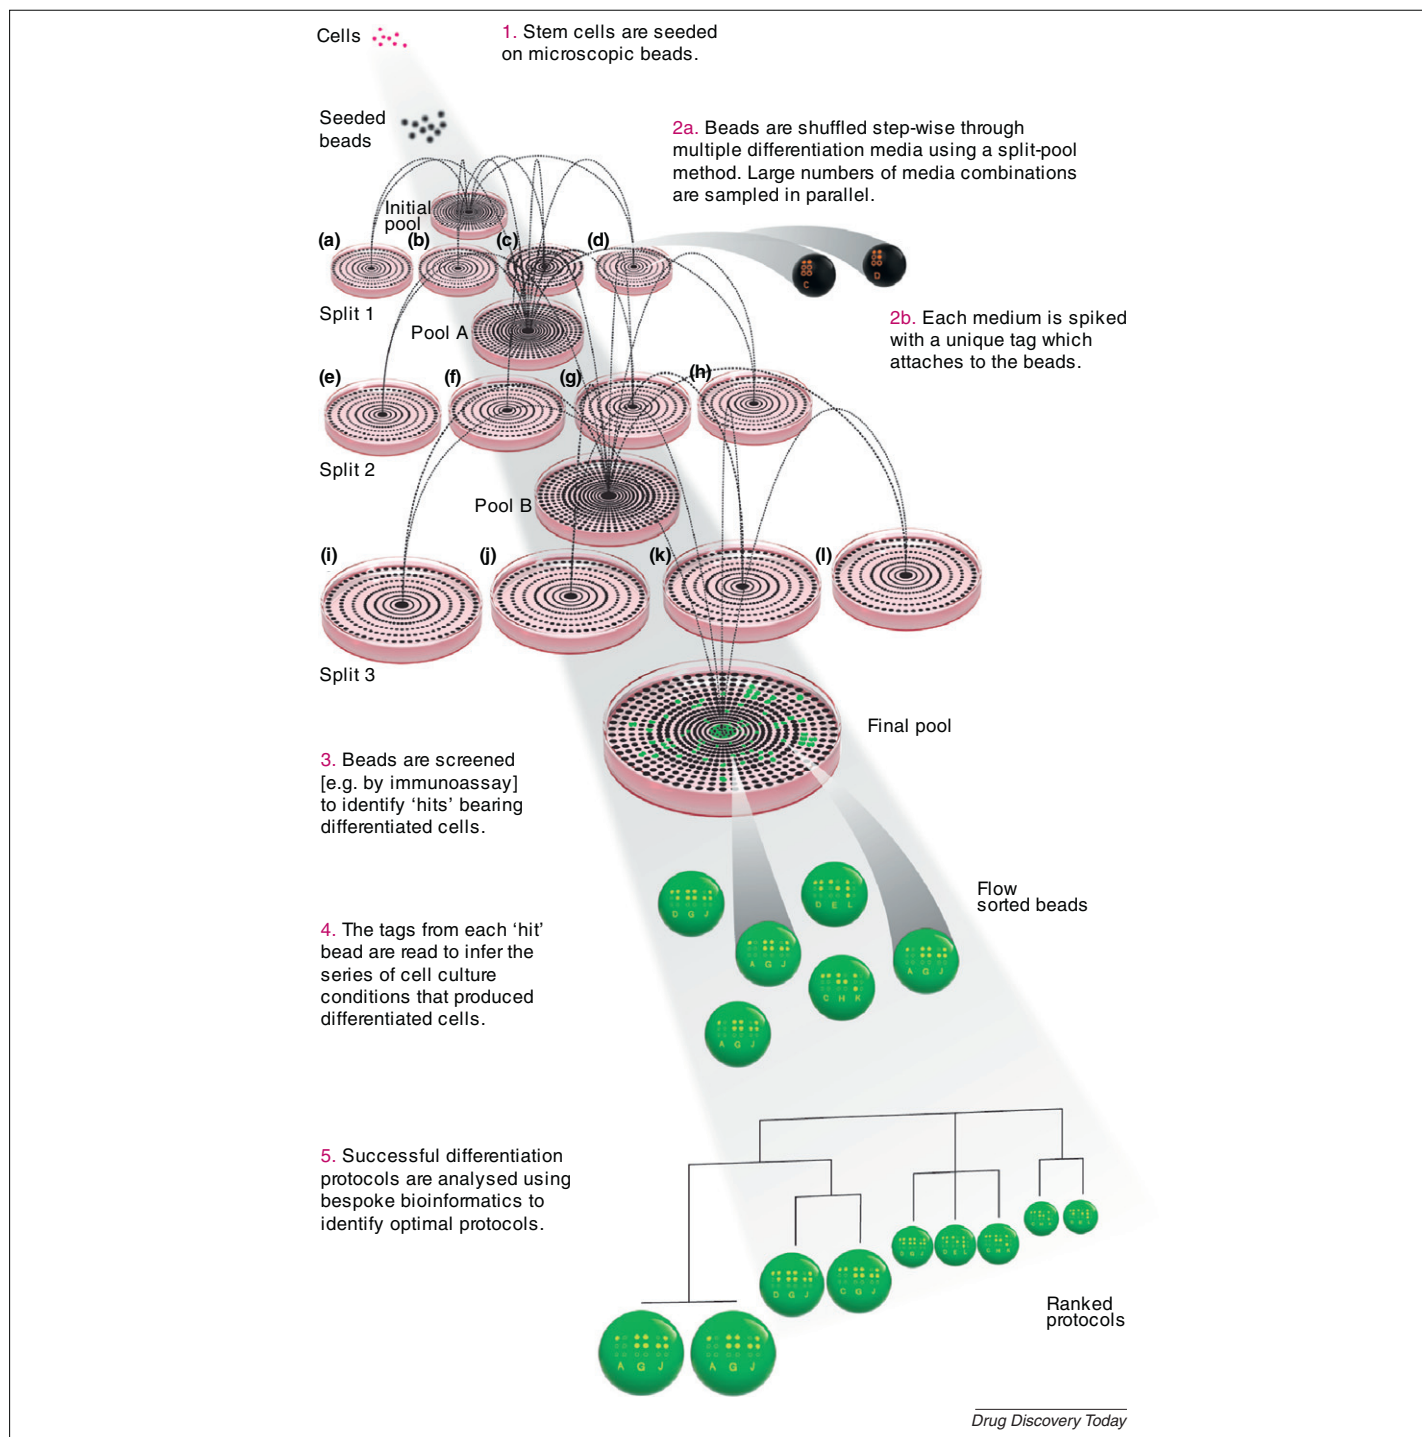 Cells
1. Stem cells are seeded
on microscopic beads.
Seeded
beads
2a. Beads are shuffled step-wise through
multiple differentiation media using a split-pool
method. Large numbers of media combinations
are sampled in parallel.
Initial
pool
(a)
(b)
(c)
(d)
C
D
Split 1
Pool A
2b. Each medium is spiked
with a unique tag which
attaches to the beads.
(e)
(f)
(g)
(h)
Split 2
Pool B
(i)
(j)
(k)
(l)
Split 3
Final pool
3. Beads are screened
[e.g. by immunoassay]
to identify ‘hits’ bearing
differentiated cells.
Flow
sorted beads
D G J
D E L
A G J
A G J
C H K
A G J
4. The tags from each ‘hit’
bead are read to infer the
series of cell culture
conditions that produced
differentiated cells.
5. Successful differentiation
protocols are analysed using
bespoke bioinformatics to
identify optimal protocols.
D G J
D E L
C H K
D G J
C G J
Ranked
protocols
A G J
A G J
Drug Discovery Today